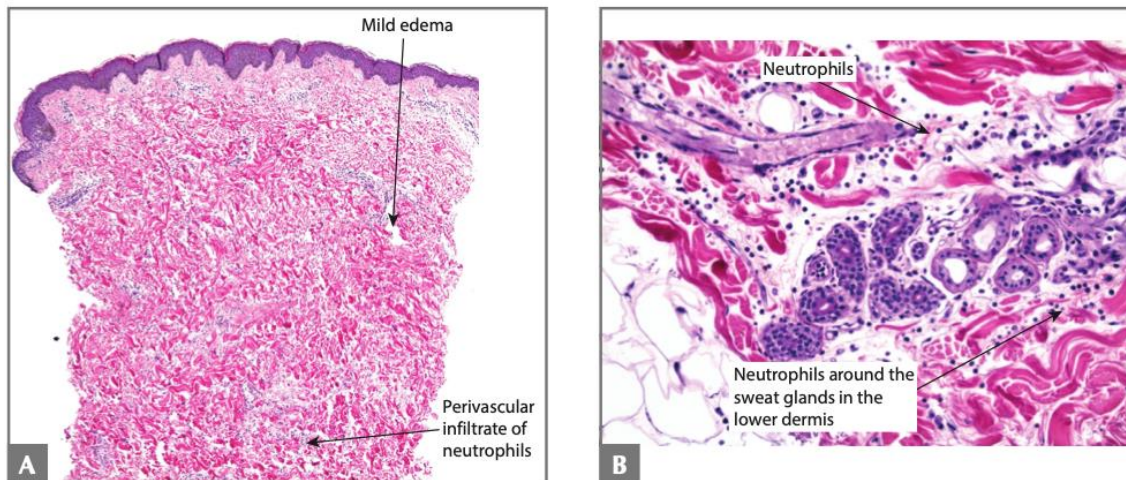 Mild edema
Perivascular
infiltrate of
neutrophils
A
Neutrophils
Neutrophils around the
sweat glands in the
lower dermis
B